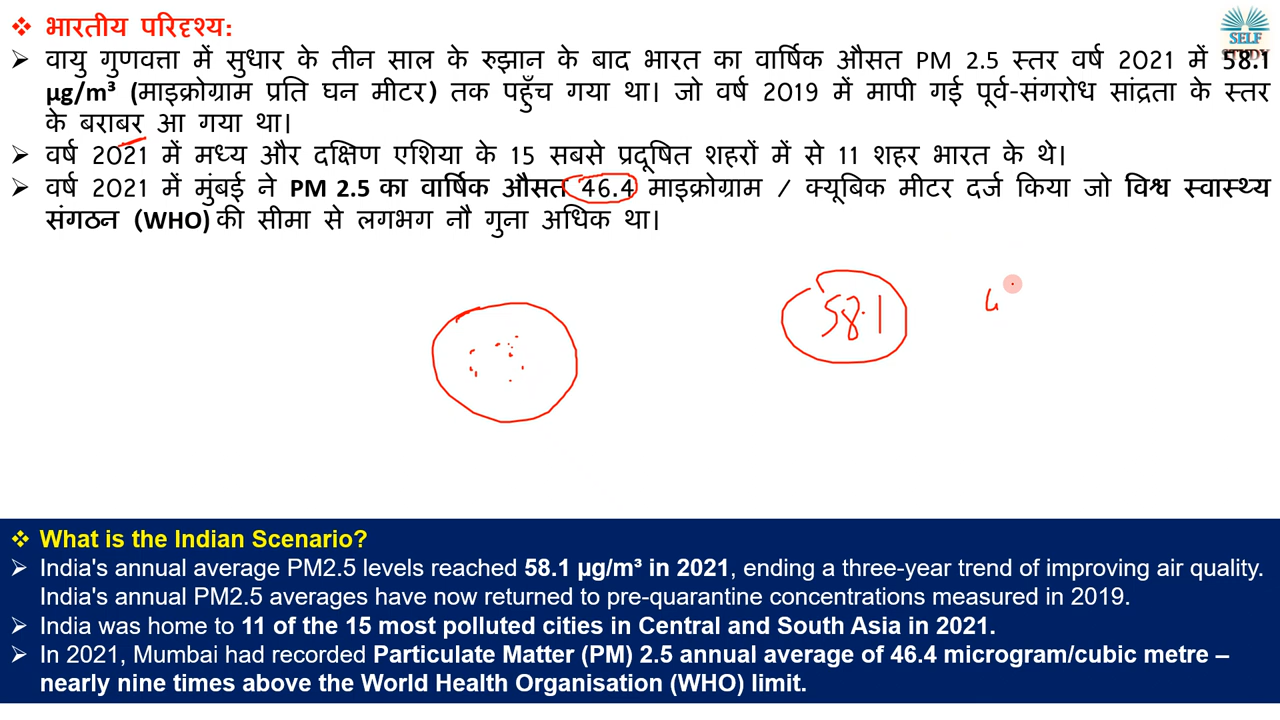 ❖ भारतीय परिदृश्य:
SELF
STUDY
➢ वायु गुणवत्ता में सुधार के तीन साल के रुझान के बाद भारत का वार्षिक औसत PM 2.5 स्तर वर्ष 2021 में 58.1
µg/m³ (माइक्रोग्राम प्रति घन मीटर) तक पहुँच गया था। जो वर्ष 2019 में मापी गई पूर्व-संगरोध सांद्रता के स्तर
के बराबर आ गया था।
➢ वर्ष 2021 में मध्य और दक्षिण एशिया के 15 सबसे प्रदूषित शहरों में से 11 शहर भारत के थे।
➢ वर्ष 2021 में मुंबई ने PM 2.5 का वार्षिक औसत 46.4 माइक्रोग्राम / क्यूबिक मीटर दर्ज किया जो विश्व स्वास्थ्य
संगठन (WHO) की सीमा से लगभग नौ गुना अधिक था।
58.1
❖ What is the Indian Scenario?
➢ India's annual average PM2.5 levels reached 58.1 µg/m³ in 2021, ending a three-year trend of improving air quality.
India's annual PM2.5 averages have now returned to pre-quarantine concentrations measured in 2019.
➢ India was home to 11 of the 15 most polluted cities in Central and South Asia in 2021.
➢ In 2021, Mumbai had recorded Particulate Matter (PM) 2.5 annual average of 46.4 microgram/cubic metre –
nearly nine times above the World Health Organisation (WHO) limit.